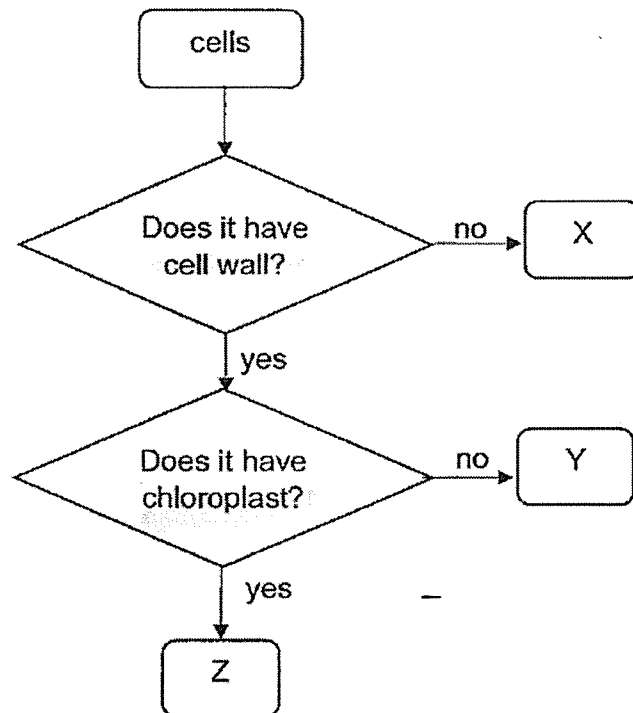 cells
Does it have
cell wall?
no
X
yes
Does it have
chloroplast?
no
Y
yes
Z